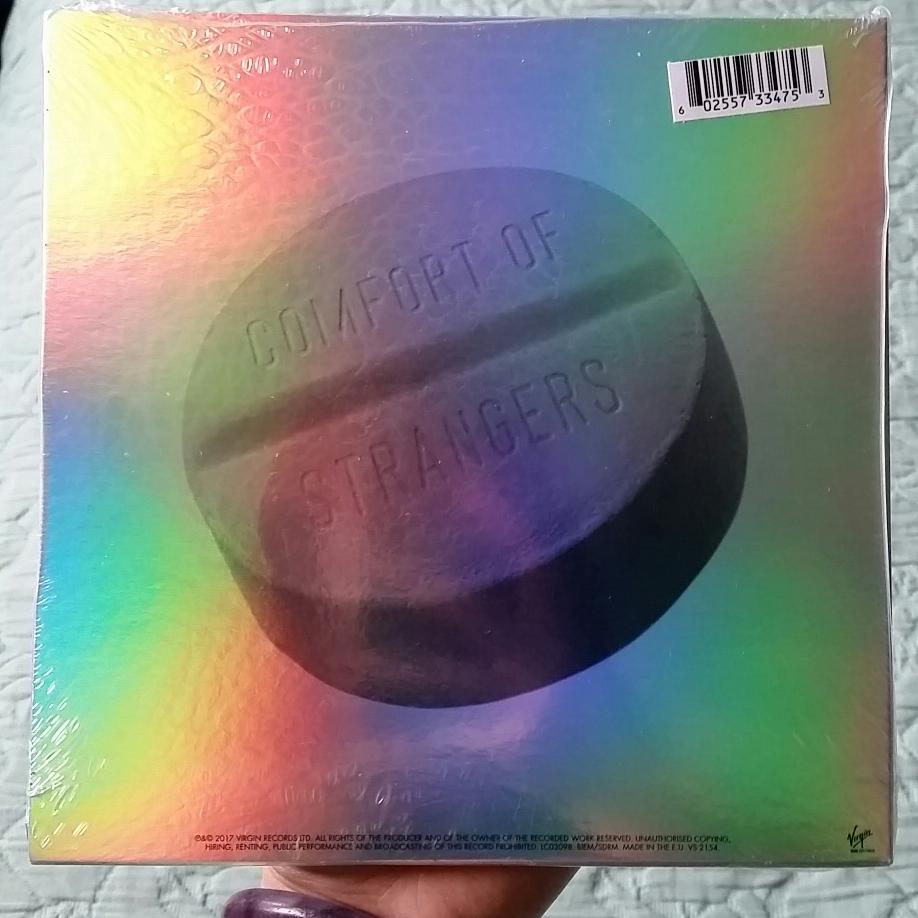 6 02557 33475 3
COMFORT OF
STRANGERS
℗&© 2017 VIRGIN RECORDS LTD. ALL RIGHTS OF THE PRODUCER AND OF THE OWNER OF THE RECORDED WORK RESERVED. UNAUTHORISED COPYING,
HIRING, RENTING, PUBLIC PERFORMANCE AND BROADCASTING OF THIS RECORD PROHIBITED. LC03098. BIEM/SDRM. MADE IN THE E.U. VS 2154.
Virgin